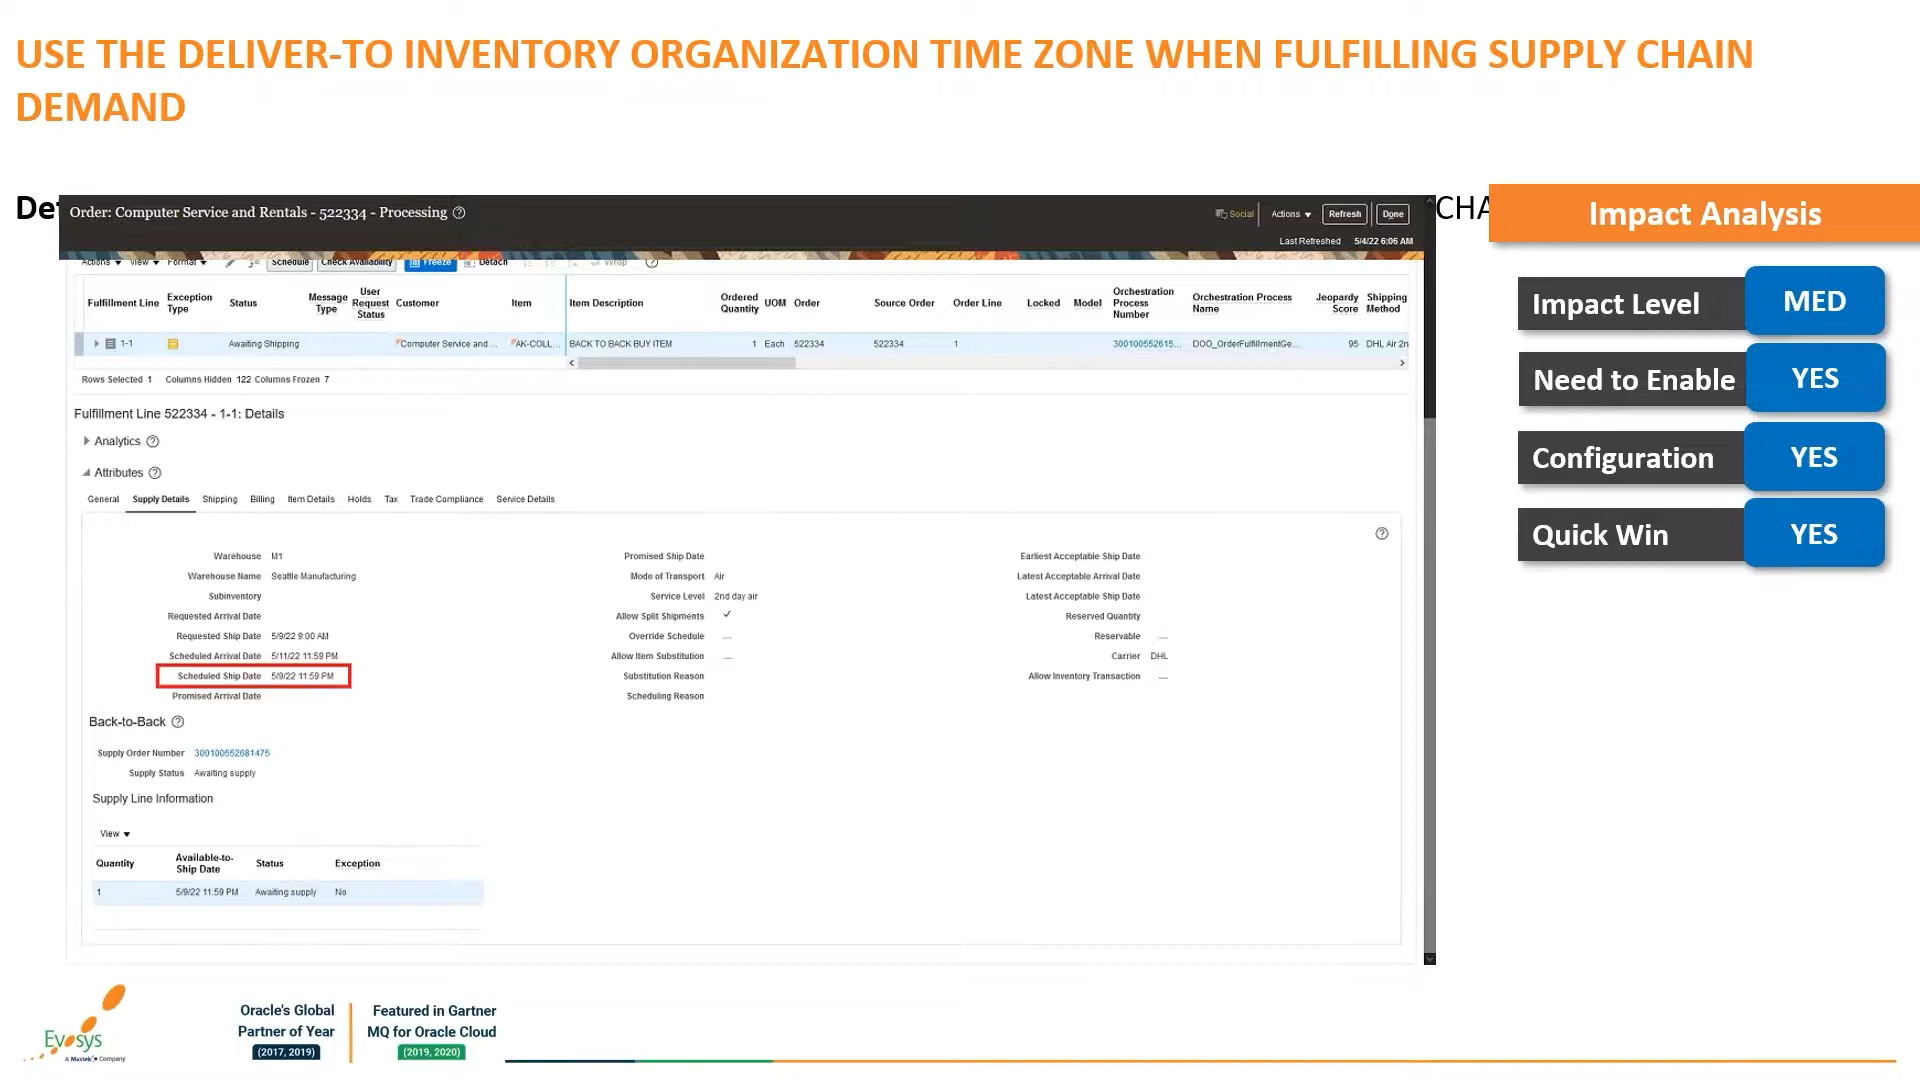 USE THE DELIVER-TO INVENTORY ORGANIZATION TIME ZONE WHEN FULFILLING SUPPLY CHAIN
DEMAND
Order: Computer Service and Rentals - 522334 - Processing
Social Actions Refresh Done
Last Refreshed 5/4/22 6:06 AM
Actions View Format Schedule Check Availability Freeze Detach Wrap
Fulfillment Line Exception Type Status Message Type User Request Status Customer Item Item Description Ordered Quantity UOM Order Source Order Order Line Locked Model Orchestration Process Number Orchestration Process Name Jeopardy Score Shipping Method
1-1 Awaiting Shipping Computer Service and ... AK-COLL... BACK TO BACK BUY ITEM 1 Each 522334 522334 1 300100552615... DOO_OrderFulfillmentGe... 95 DHL Air 2n
Rows Selected 1 Columns Hidden 122 Columns Frozen 7
Fulfillment Line 522334 - 1-1: Details
Analytics
Attributes
General Supply Details Shipping Billing Item Details Holds Tax Trade Compliance Service Details
Warehouse M1 Promised Ship Date Earliest Acceptable Ship Date
Warehouse Name Seattle Manufacturing Mode of Transport Air Latest Acceptable Arrival Date
Subinventory Service Level 2nd day air Latest Acceptable Ship Date
Requested Arrival Date Allow Split Shipments ✓ Reserved Quantity
Requested Ship Date 5/9/22 9:00 AM Override Schedule Reservable
Scheduled Arrival Date 5/11/22 11:59 PM Allow Item Substitution Carrier DHL
Scheduled Ship Date 5/9/22 11:59 PM Substitution Reason Allow Inventory Transaction
Promised Arrival Date Scheduling Reason
Back-to-Back
Supply Order Number 300100552681475
Supply Status Awaiting supply
Supply Line Information
View
Quantity Available-to-Ship Date Status Exception
1 5/9/22 11:59 PM Awaiting supply No
Impact Analysis
Impact Level MED
Need to Enable YES
Configuration YES
Quick Win YES
Evosys
A Mastek Company
Oracle's Global
Partner of Year
(2017, 2019)
Featured in Gartner
MQ for Oracle Cloud
(2019, 2020)